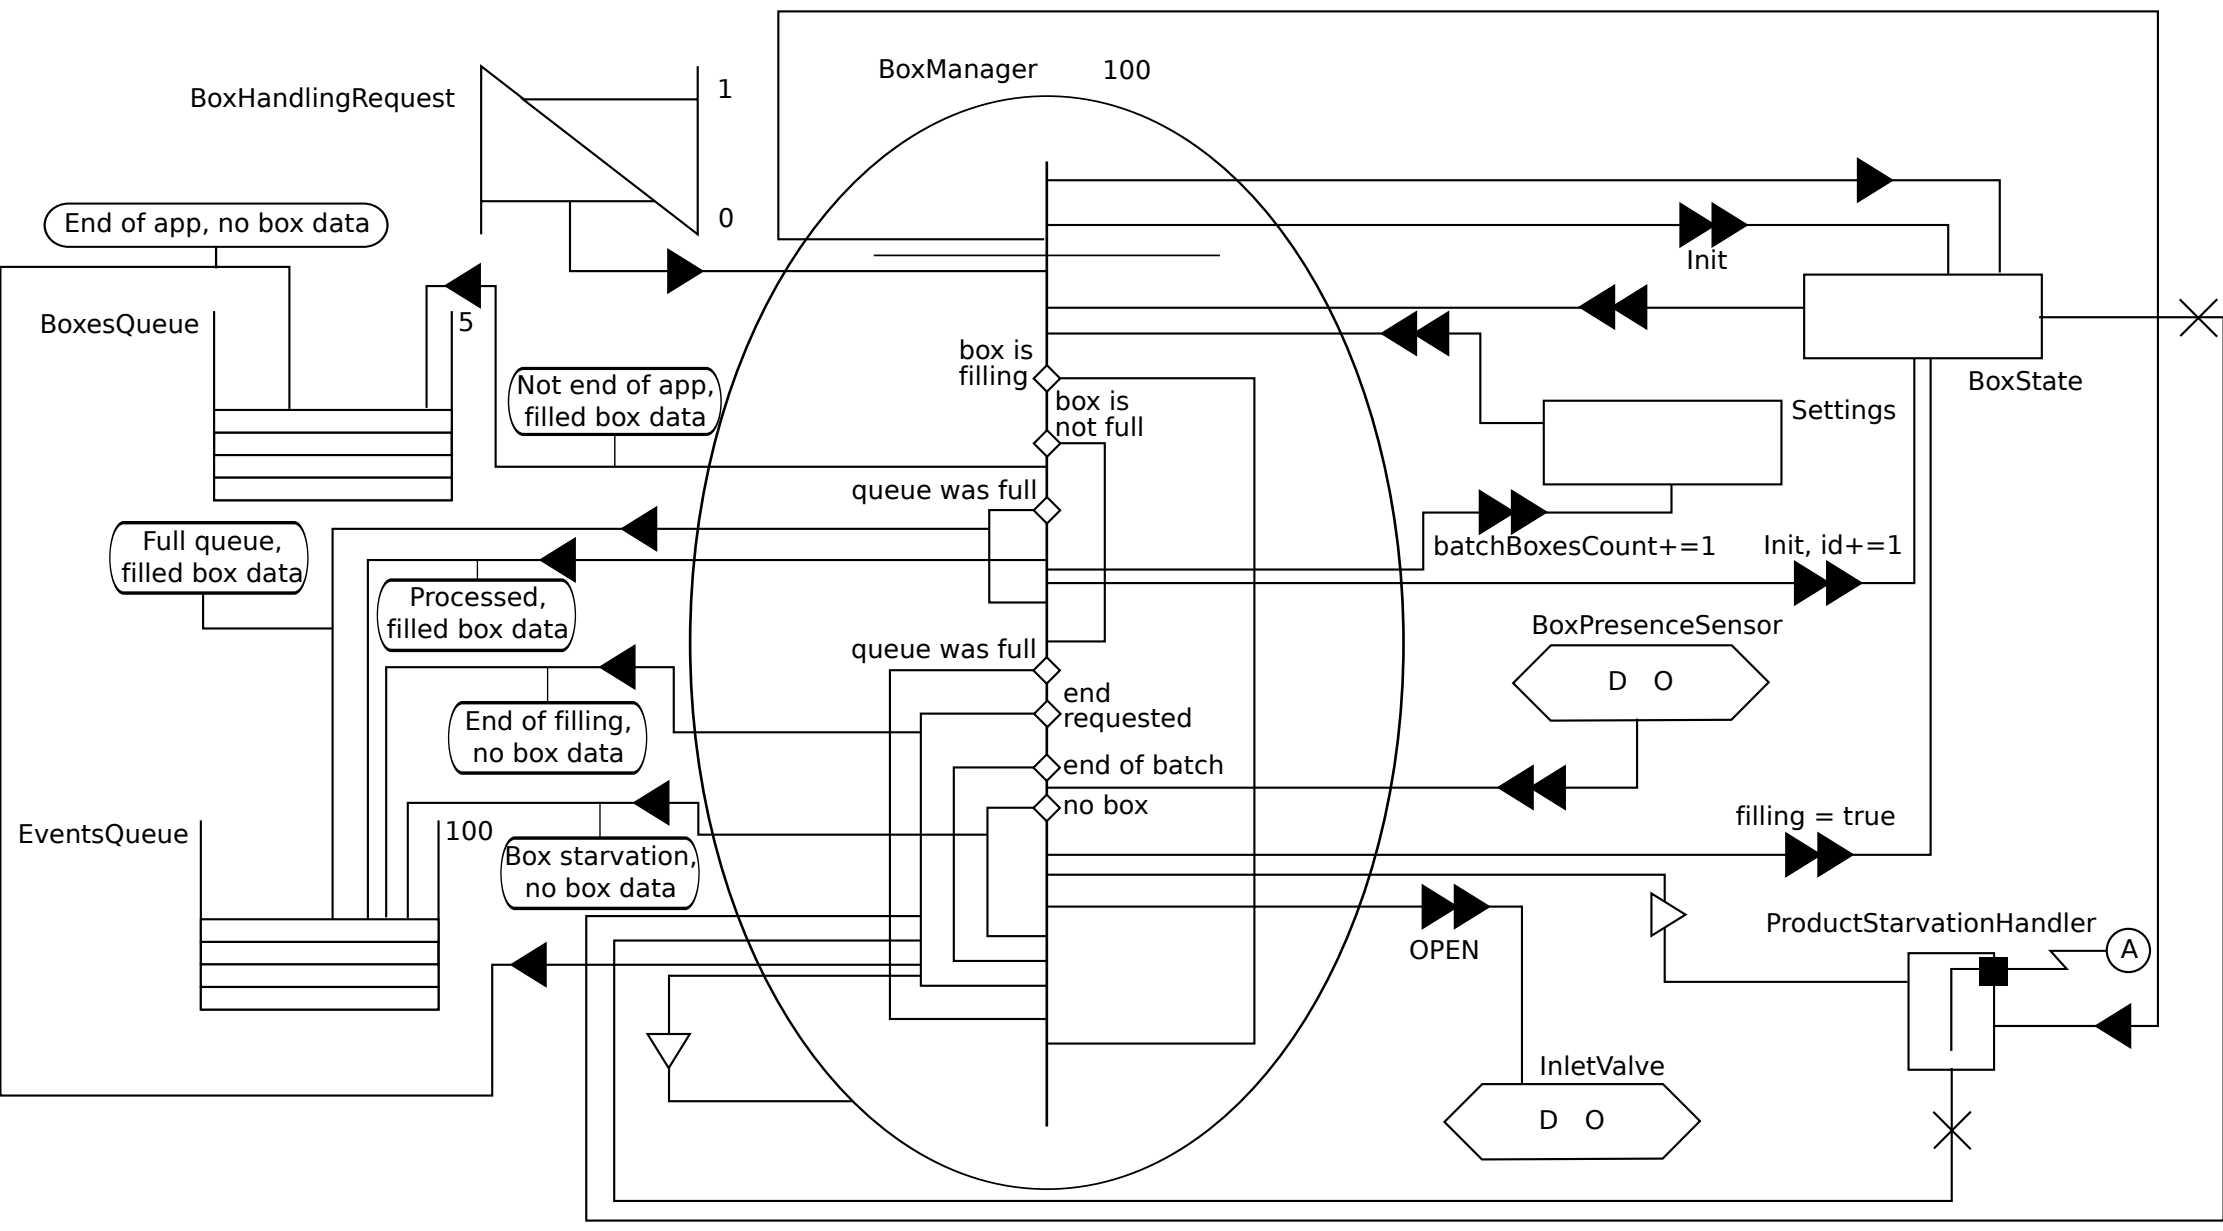 BoxManager 100
BoxHandlingRequest
1
0
End of app, no box data
Init
BoxesQueue
5
box is
filling
Not end of app,
filled box data
box is
not full
BoxState
Settings
queue was full
Full queue,
filled box data
batchBoxesCount+=1
Init, id+=1
Processed,
filled box data
BoxPresenceSensor
D O
queue was full
end
requested
End of filling,
no box data
end of batch
no box
filling = true
EventsQueue
100
Box starvation,
no box data
OPEN
ProductStarvationHandler
A
InletValve
D O